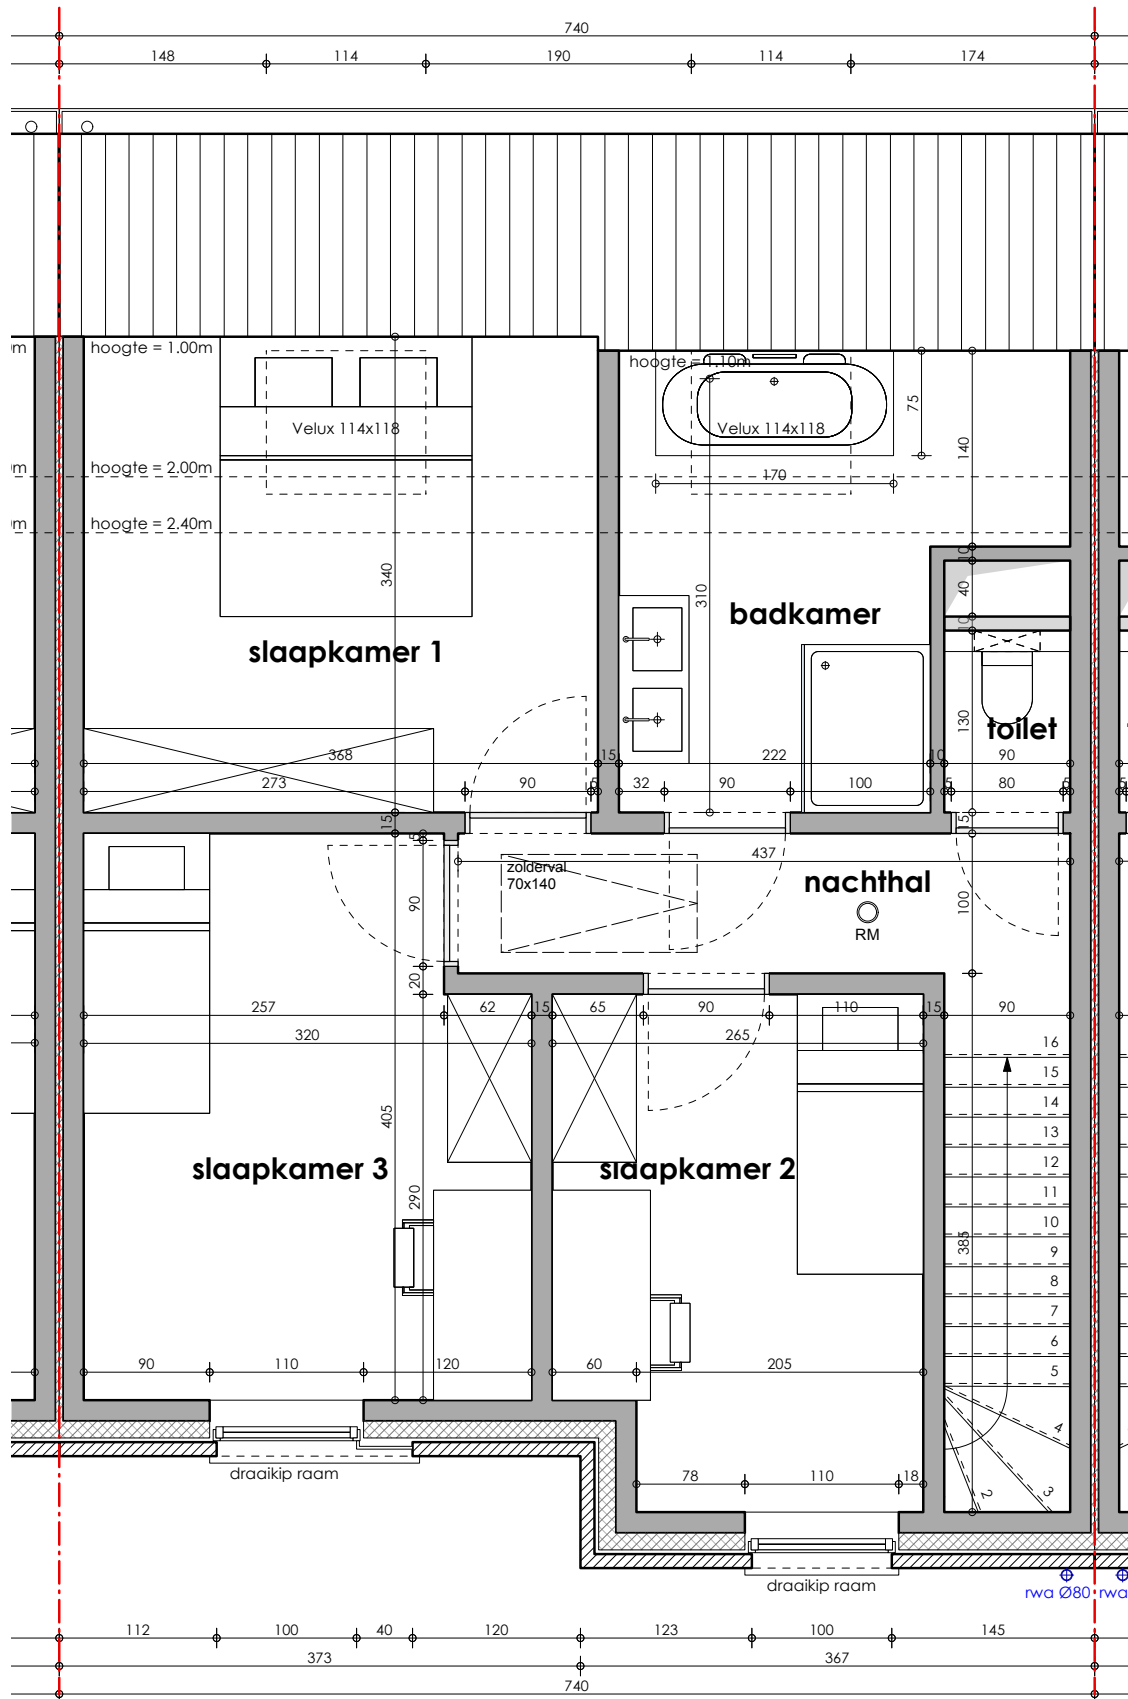 740
148 114 190 114 174
m hoogte = 1.00m
hoogte = 1.10m
75
Velux 114x118
Velux 114x118
140
m hoogte = 2.00m
170
m hoogte = 2.40m
10
340
310
40
badkamer
10
slaapkamer 1
130
toilet
368 15 222 10 90
273 90 5 32 90 100 5 80 5
15 5 15
437
zolderval
70x140
nachthal
90
100
RM
20
257 62 15 65 90 110 15 90
320 265
16
15
14
405
13
12
slaapkamer 3
slaapkamer 2
11
290
10
385
9
8
7
6
90 110 120 60 205
5
4
draaikip raam
78 110 18
2
3
draaikip raam
rwa Ø80 rwa
112 100 40 120 123 100 145
373 367
740